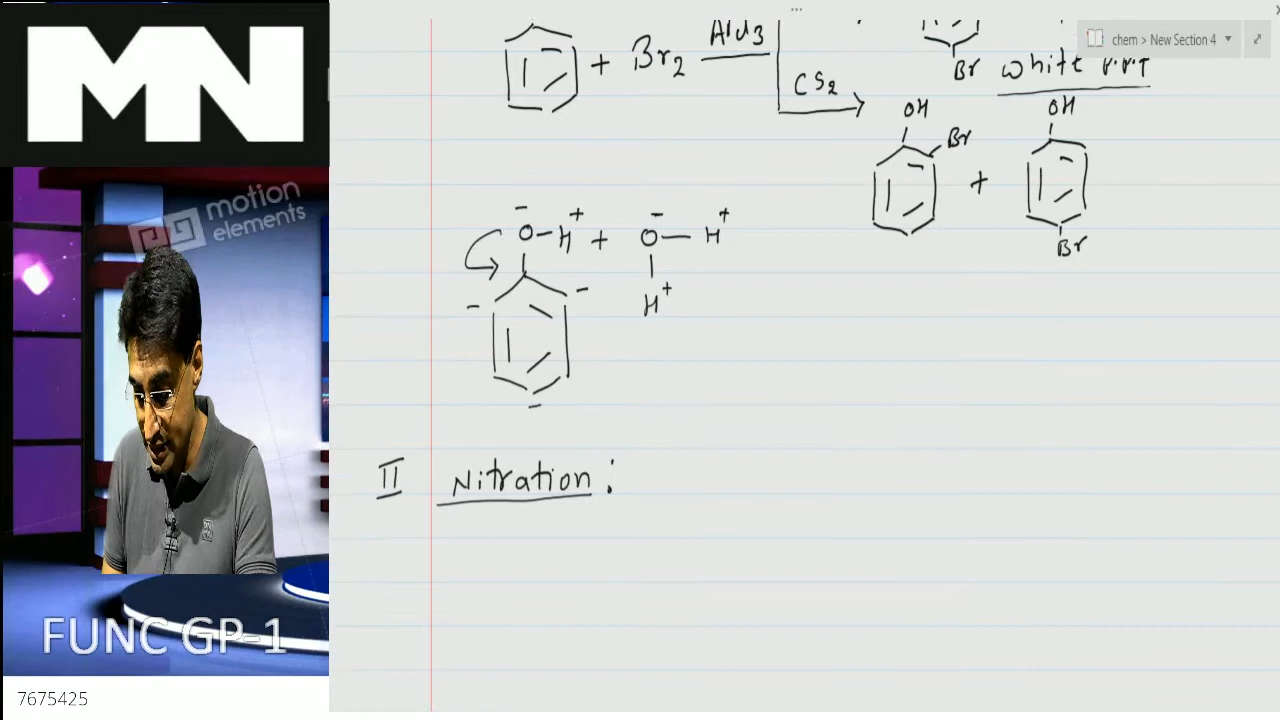 MN
chem > New Section 4
+ Br2 AlCl3
Br White PPT
CS2
OH OH
Br
+
Br
motion
elements
- +
O-H + O - H
- +
H
+
- -
-
II Nitration:
FUNC GP-1
7675425